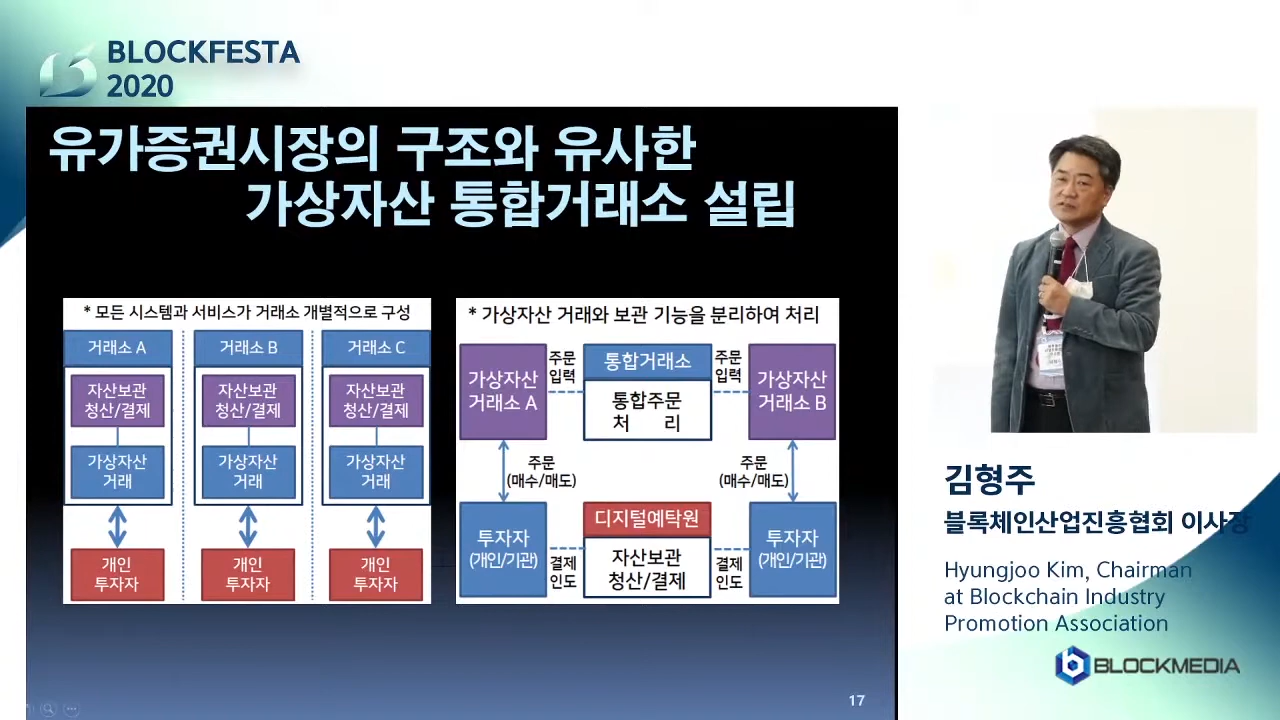 BLOCKFESTA
2020
유가증권시장의 구조와 유사한
가상자산 통합거래소 설립
* 모든 시스템과 서비스가 거래소 개별적으로 구성
거래소 A
거래소 B
거래소 C
자산보관
청산/결제
자산보관
청산/결제
자산보관
청산/결제
가상자산
거래
가상자산
거래
가상자산
거래
개인
투자자
개인
투자자
개인
투자자
* 가상자산 거래와 보관 기능을 분리하여 처리
가상자산
거래소 A
주문
입력
통합거래소
통합주문
처 리
주문
입력
가상자산
거래소 B
주문
(매수/매도)
주문
(매수/매도)
투자자
(개인/기관)
결제
인도
디지털예탁원
자산보관
청산/결제
결제
인도
투자자
(개인/기관)
17
김형주
블록체인산업진흥협회 이사장
Hyungjoo Kim, Chairman
at Blockchain Industry
Promotion Association
BLOCKMEDIA